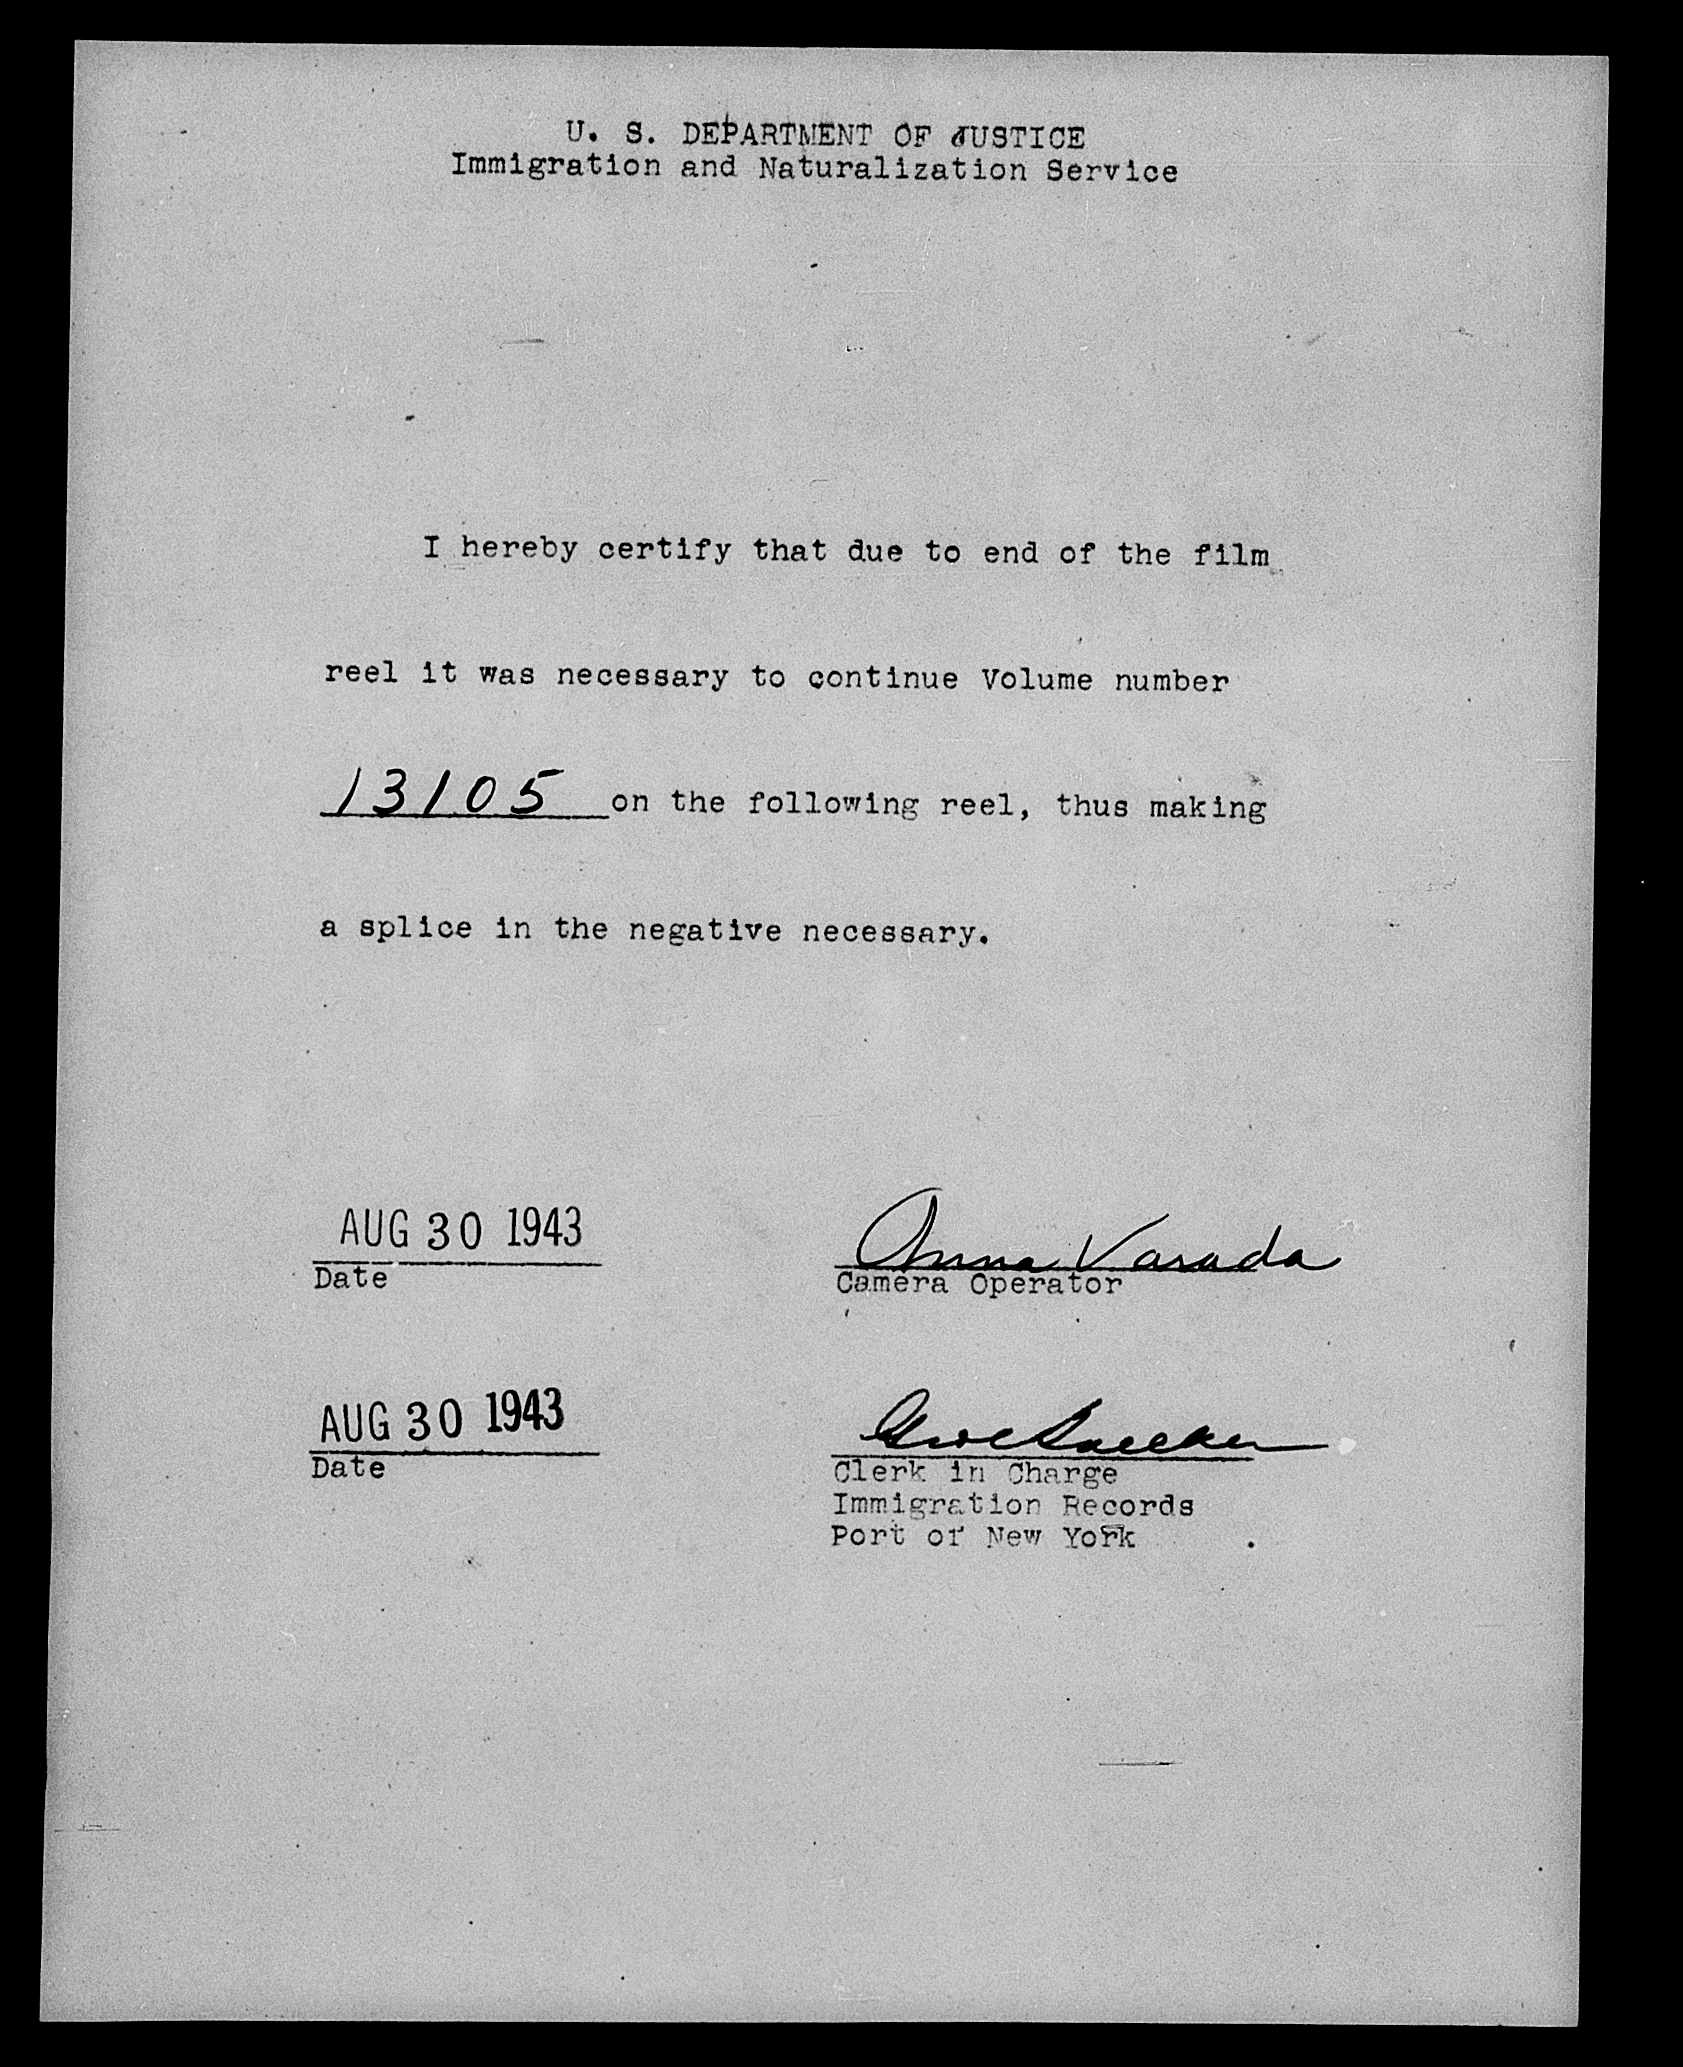 U. S. DEPARTMENT OF JUSTICE
Immigration and Naturalization Service
I hereby certify that due to end of the film
reel it was necessary to continue Volume number
13105 on the following reel, thus making
a splice in the negative necessary.
AUG 30 1943
Date
Anna Varada
Camera Operator
AUG 30 1943
Date
Clerk in Charge
Immigration Records
Port of New York